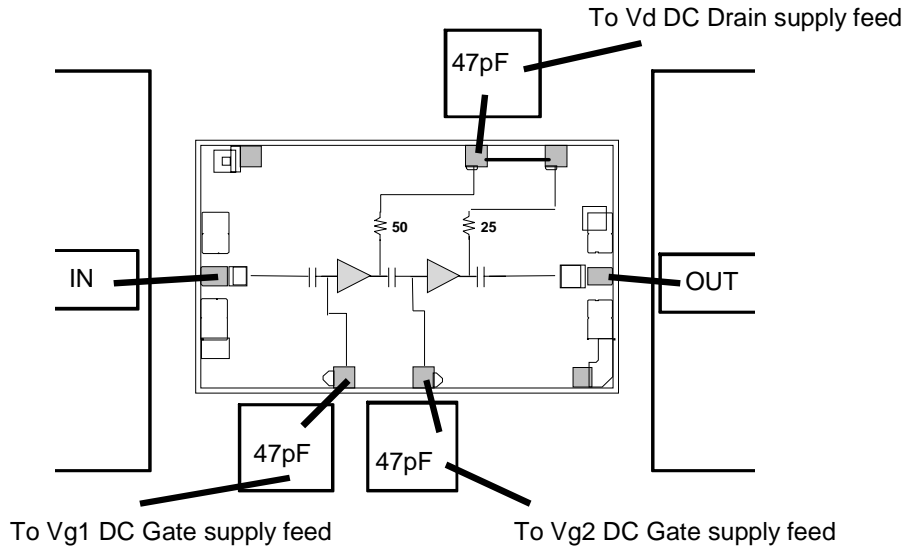 To Vd DC Drain supply feed
47pF
50
25
IN
OUT
47pF
47pF
To Vg1 DC Gate supply feed
To Vg2 DC Gate supply feed